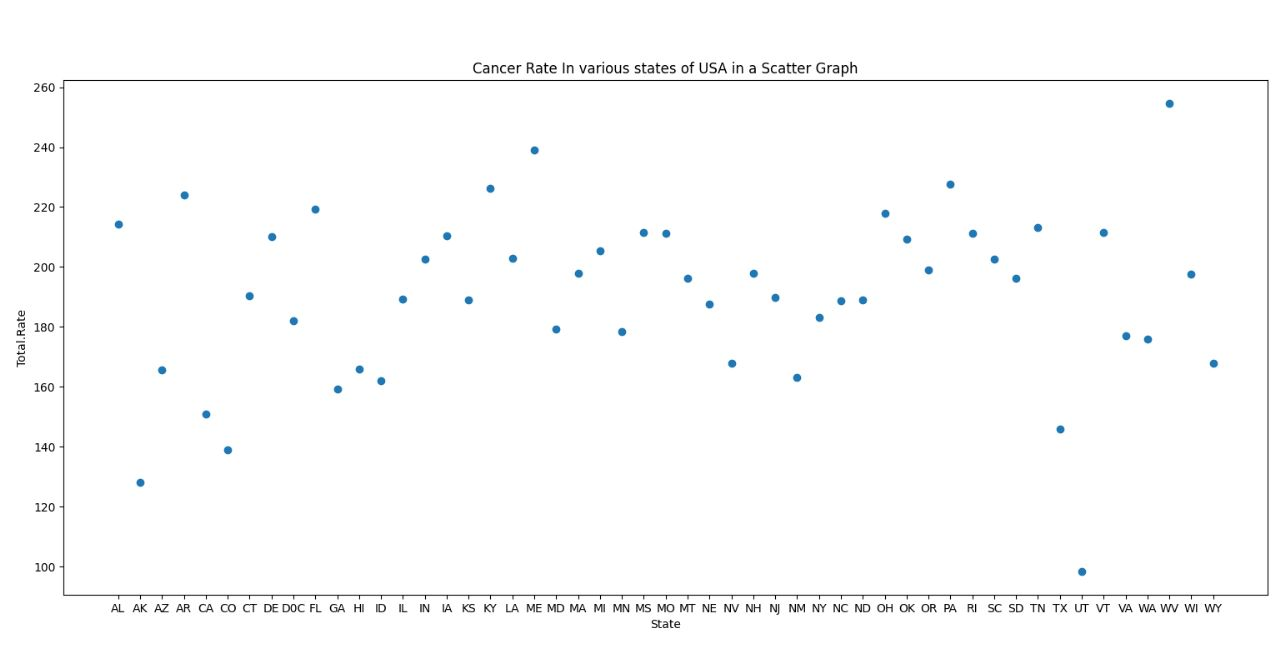 Cancer Rate In various states of USA in a Scatter Graph
260
240
220
200
180
160
140
120
100
Total.Rate
AL AK AZ AR CA CO CT DE D0C FL GA HI ID IL IN IA KS KY LA ME MD MA MI MN MS MO MT NE NV NH NJ NM NY NC ND OH OK OR PA RI SC SD TN TX UT VT VA WA WV WI WY
State